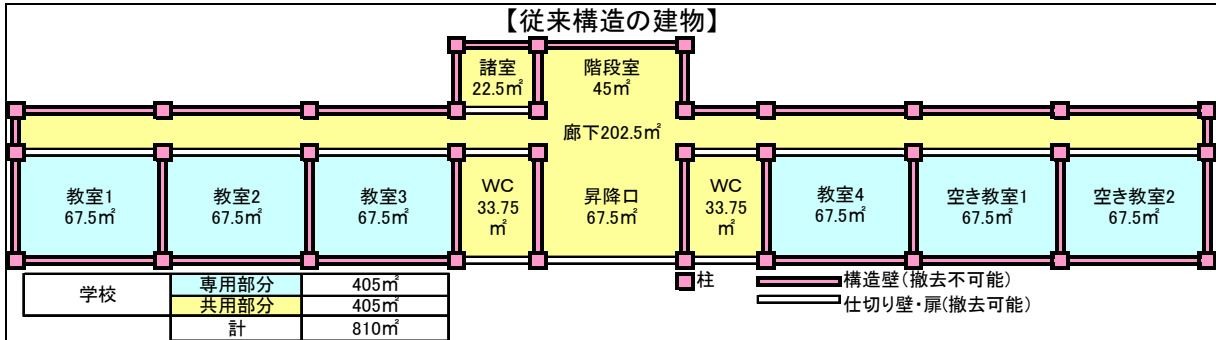 【従来構造の建物】
諸室
22.5㎡
階段室
45㎡
廊下202.5㎡
教室1
67.5㎡
教室2
67.5㎡
教室3
67.5㎡
WC
33.75
㎡
昇降口
67.5㎡
WC
33.75
㎡
教室4
67.5㎡
空き教室1
67.5㎡
空き教室2
67.5㎡
学校
専用部分 405㎡
共用部分 405㎡
計 810㎡
柱
構造壁(撤去不可能)
仕切り壁・扉(撤去可能)